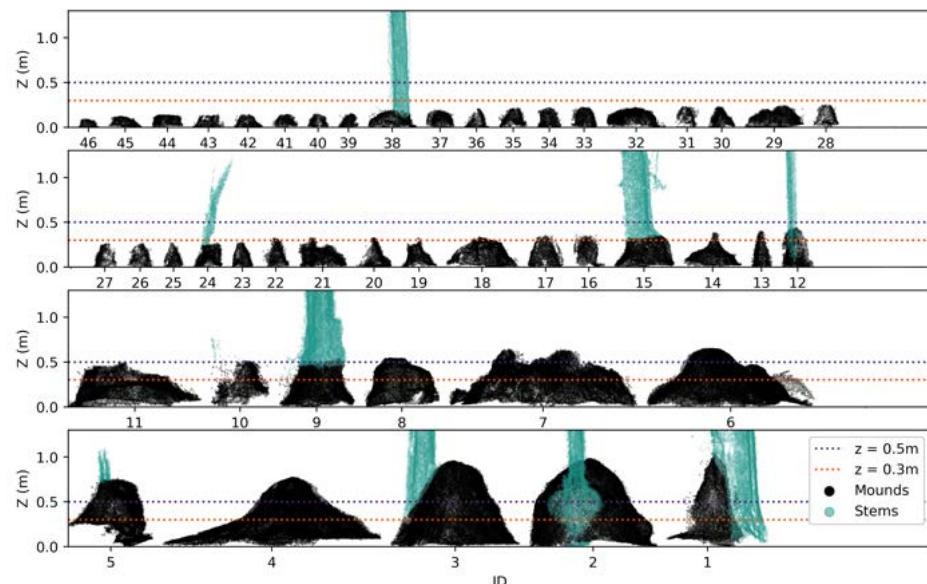 Z (m)
1.0
0.5
0.0
46 45 44 43 42 41 40 39 38 37 36 35 34 33 32 31 30 29 28
Z (m)
1.0
0.5
0.0
27 26 25 24 23 22 21 20 19 18 17 16 15 14 13 12
Z (m)
1.0
0.5
0.0
11 10 9 8 7 6
Z (m)
1.0
0.5
0.0
z = 0.5m
z = 0.3m
Mounds
Stems
5 4 3 2 1
ID